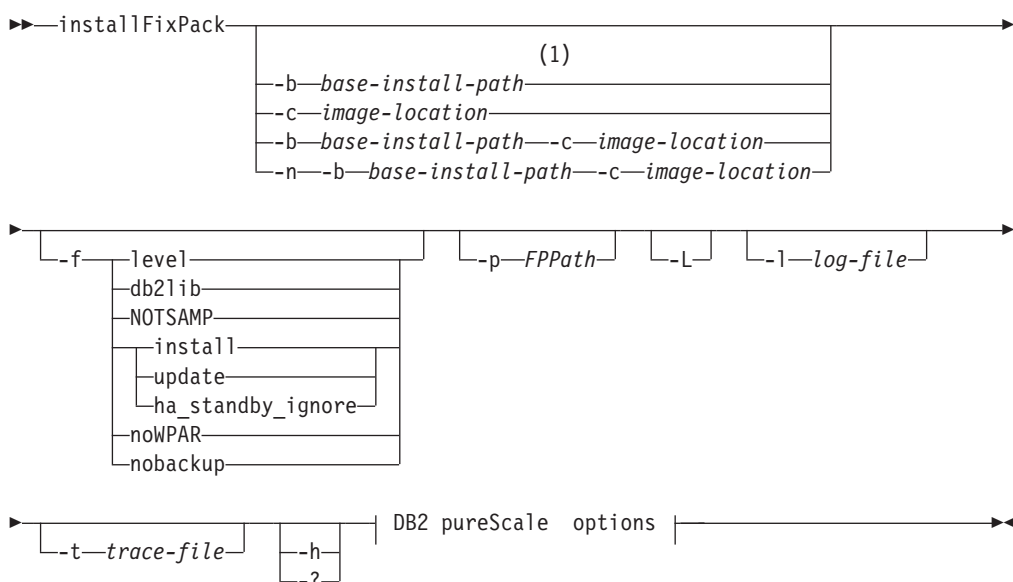 installFixPack
(1)
-b base-install-path
-c image-location
-b base-install-path -c image-location
-n -b base-install-path -c image-location
-f level -p FPPath -L -l log-file
db2lib
NOTSAMP
install
update
ha_standby_ignore
noWPAR
nobackup
-t trace-file -h DB2 pureScale options
-?